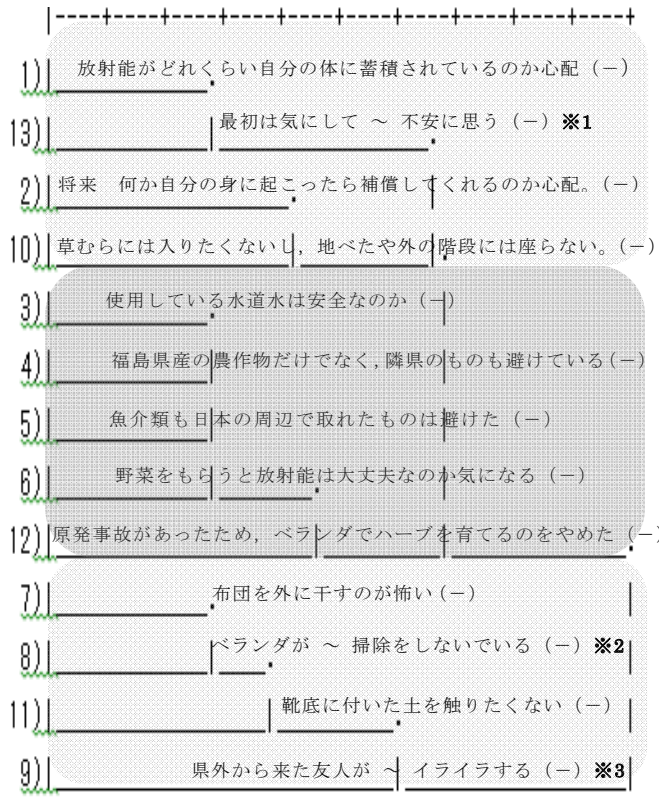 1) 放射能がどれくらい自分の体に蓄積されているのか心配(－)
13) 最初は気にして ～ 不安に思う(－)※1
2) 将来 何か自分の身に起こったら補償してくれるのか心配。(－)
10) 草むらには入りたくないし，地べたや外の階段には座らない。(－)
3) 使用している水道水は安全なのか(－)
4) 福島県産の農作物だけでなく,隣県のものも避けている(－)
5) 魚介類も日本の周辺で取れたものは避けた(－)
6) 野菜をもらうと放射能は大丈夫なのか気になる(－)
12) 原発事故があったため，ベランダでハーブを育てるのをやめた(－)
7) 布団を外に干すのが怖い(－)
8) ベランダが ～ 掃除をしないでいる(－)※2
11) 靴底に付いた土を触りたくない(－)
9) 県外から来た友人が ～ イライラする(－)※3